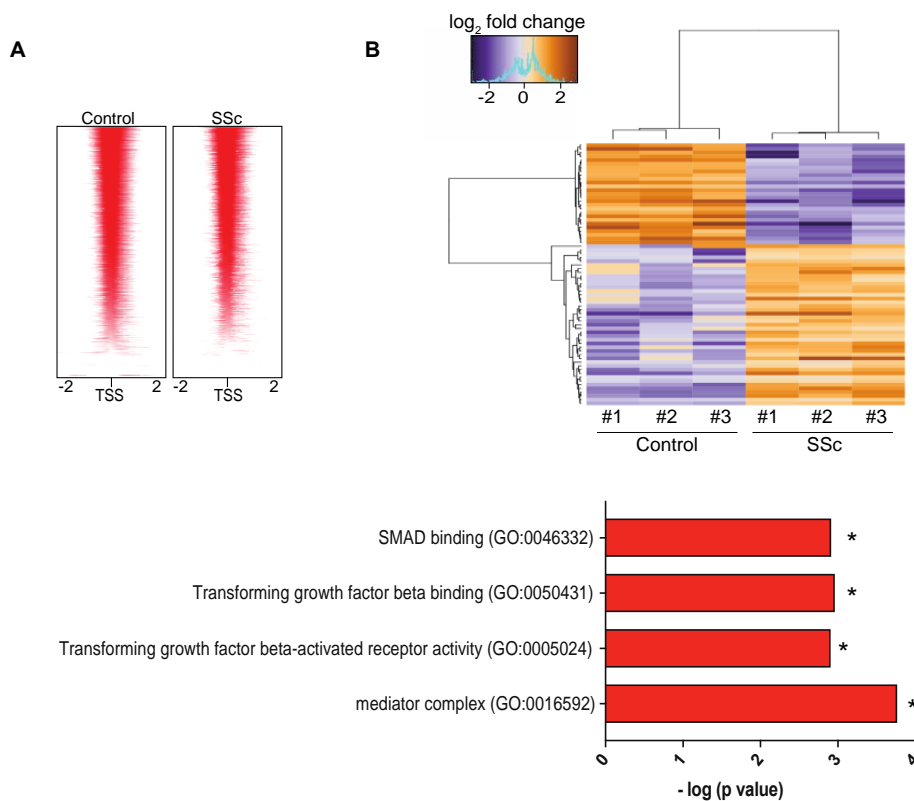 A
Control
SSc
-2
2
-2
2
TSS
TSS
B
log2 fold change
-2
0
2
#1
#2
#3
#1
#2
#3
Control
SSc
SMAD binding (GO:0046332)
*
Transforming growth factor beta binding (GO:0050431)
*
Transforming growth factor beta-activated receptor activity (GO:0005024)
*
mediator complex (GO:0016592)
*
0
1
2
3
4
- log (p value)